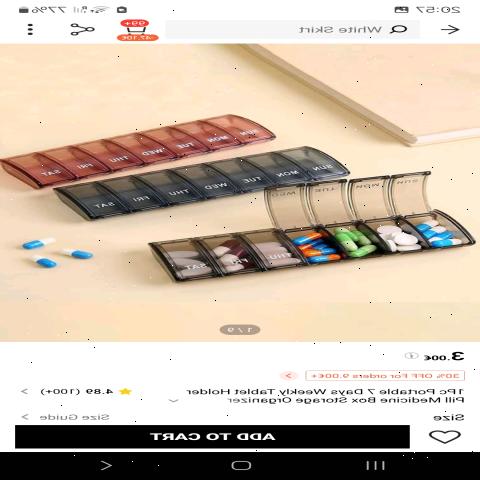 20:57
77%
White Skirt
99+
47.10€
SUN MON TUE WED THU FRI SAT
SUN MON TUE WED THU FRI SAT
SUN MON TUE WED
THU FRI SAT
1/9
3.00€
30% OFF For orders 9.00€+
1Pc Portable 7 Days Weekly Tablet Holder
Pill Medicine Box Storage Organizer
4.89 (100+)
Size
Size Guide
ADD TO CART